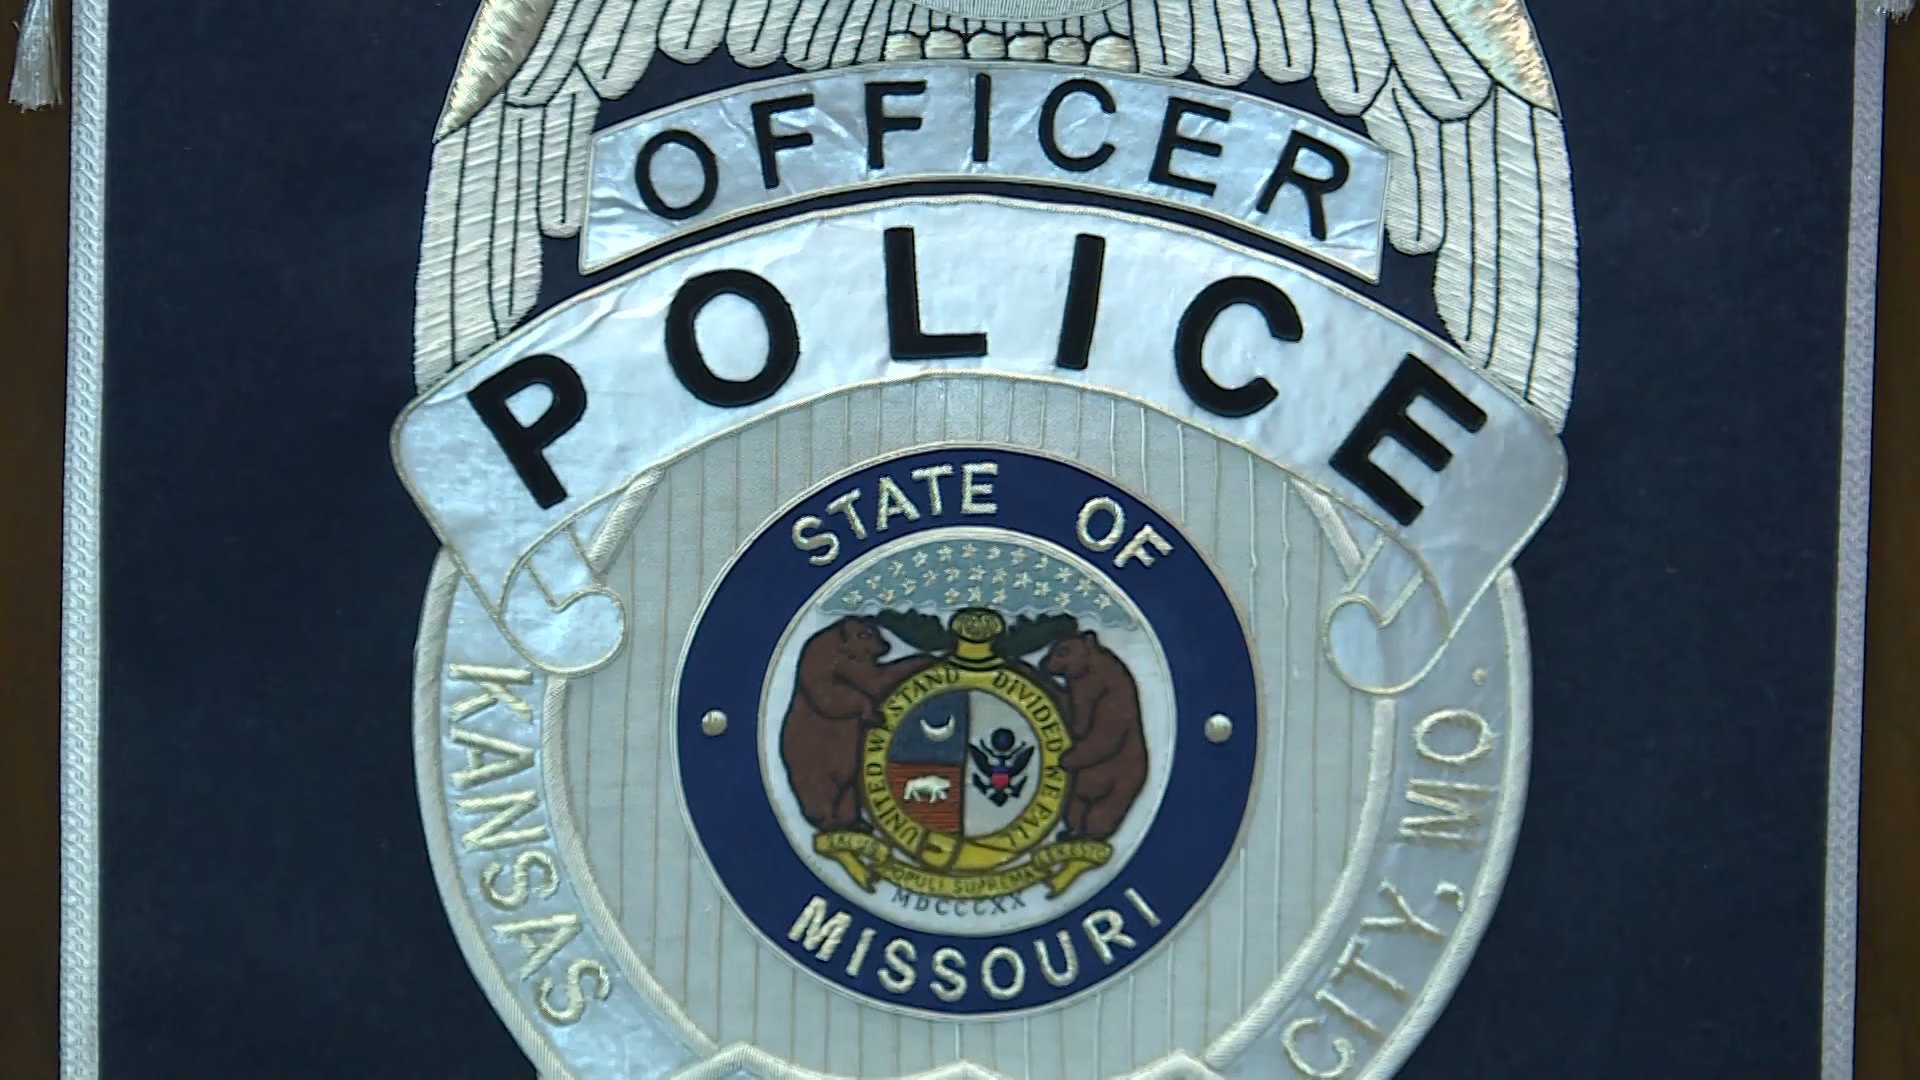 OFFICER
POLICE
STATE OF
MISSOURI
UNITED WE STAND DIVIDED WE FALL
SALUS POPULI SUPREMA LEX ESTO
MDCCCXX
KANSAS
CITY, MO.